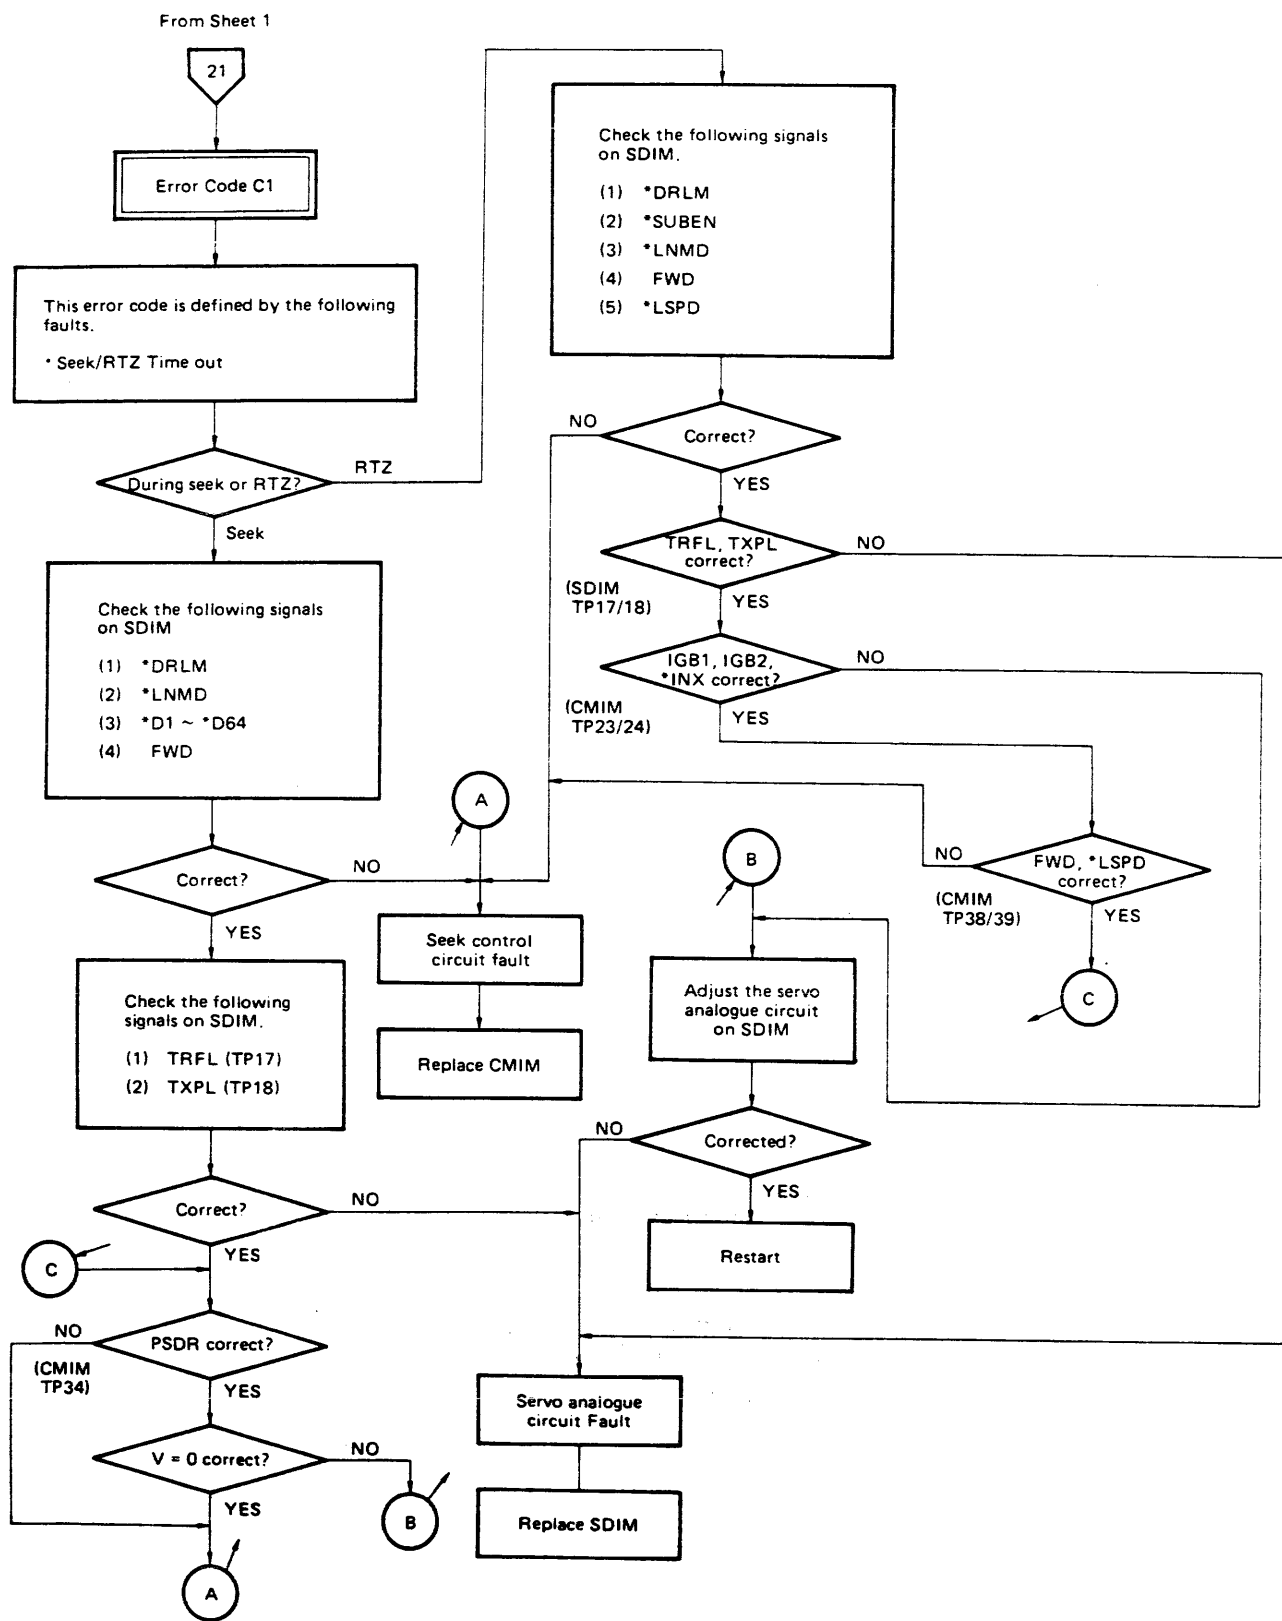 From Sheet 1
21
Error Code C1
This error code is defined by the following
faults.
* Seek/RTZ Time out
During seek or RTZ?
RTZ
Seek
Check the following signals
on SDIM
(1) *DRLM
(2) *LNMD
(3) *D1 ~ *D64
(4) FWD
Correct?
NO
YES
Check the following
signals on SDIM.
(1) TRFL (TP17)
(2) TXPL (TP18)
Correct?
NO
YES
C
PSDR correct?
NO
(CMIM
TP34)
YES
V = 0 correct?
NO
YES
B
A
A
Seek control
circuit fault
Replace CMIM
Check the following signals
on SDIM.
(1) *DRLM
(2) *SUBEN
(3) *LNMD
(4) FWD
(5) *LSPD
Correct?
NO
YES
TRFL, TXPL
correct?
NO
(SDIM
TP17/18)
YES
IGB1, IGB2,
*INX correct?
NO
(CMIM
TP23/24)
YES
FWD, *LSPD
correct?
NO
(CMIM
TP38/39)
YES
C
B
Adjust the servo
analogue circuit
on SDIM
Corrected?
NO
YES
Restart
Servo analogue
circuit Fault
Replace SDIM